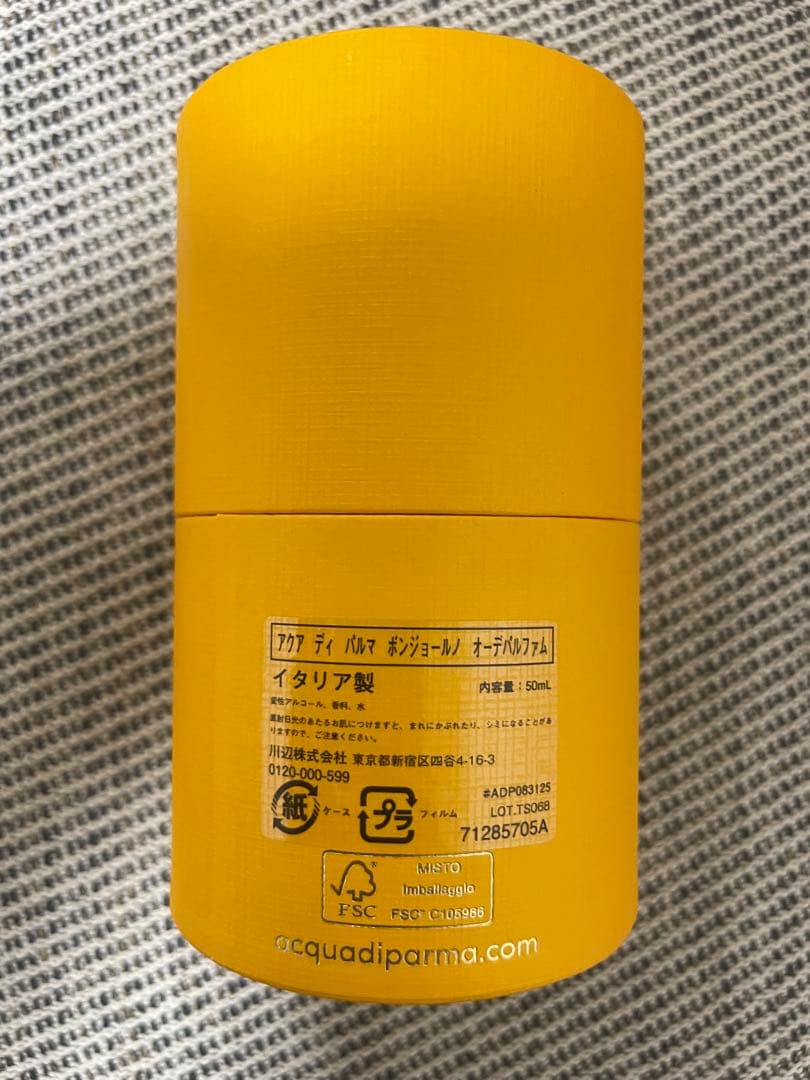 アクア ディ パルマ ボンジョールノ オーデパルファム
イタリア製
内容量：50mL
変性アルコール、香料、水
直射日光のあたるお肌につけますと、まれにかぶれたり、シミになることがあ
りますので、ご注意ください。
川辺株式会社 東京都新宿区四谷4-16-3
0120-000-599
紙 ケース プラ フィルム
#ADP083125
LOT.TS068
71285705A
MISTO
Imballaggio
FSC® FSC™ C105986
acquadiparma.com